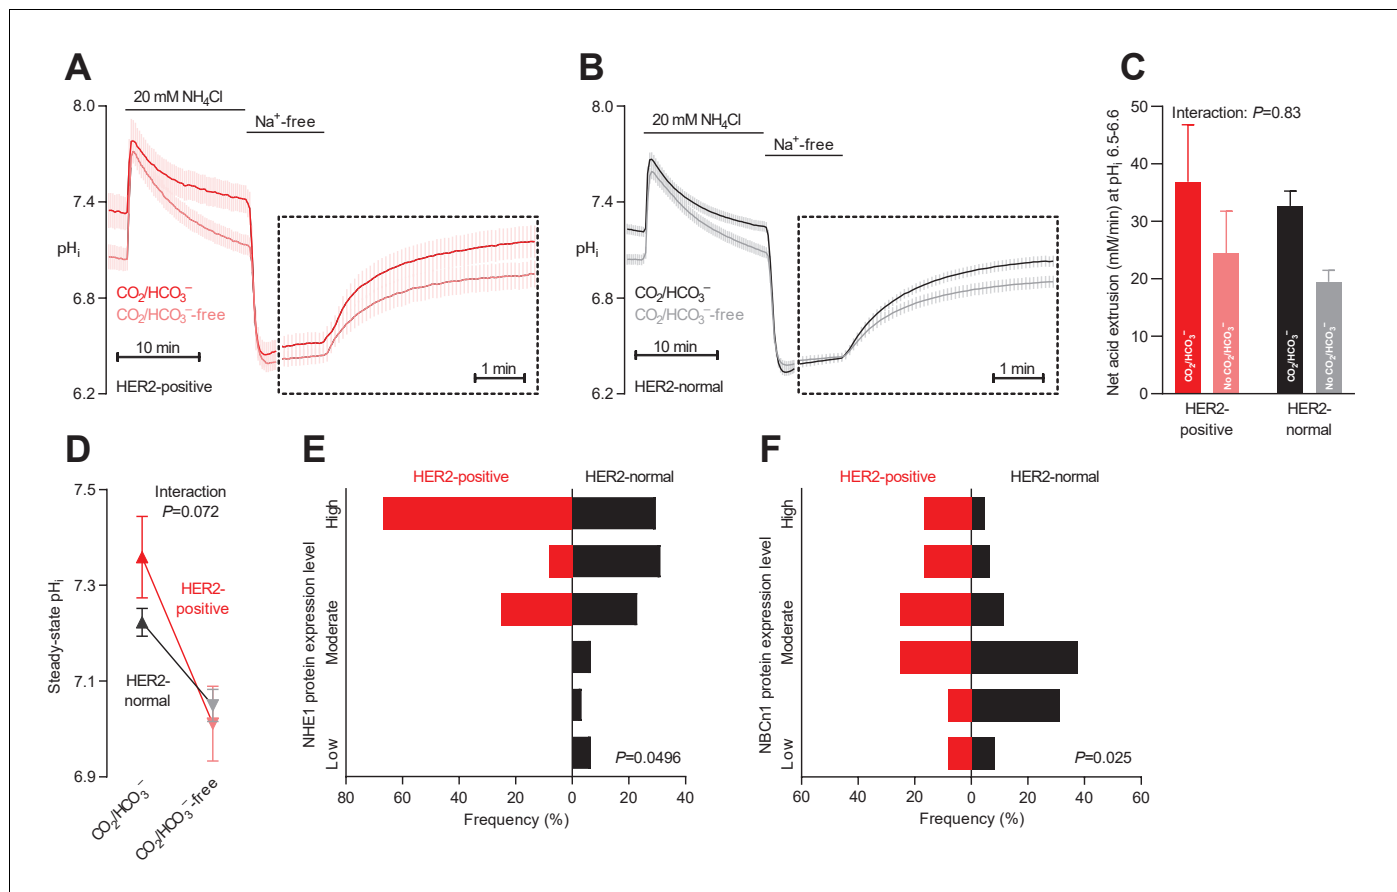 A
20 mM NH₄Cl
Na⁺-free
8.0
7.4
pHᵢ
6.8
6.2
CO₂/HCO₃⁻
CO₂/HCO₃⁻-free
10 min
HER2-positive
1 min
B
20 mM NH₄Cl
Na⁺-free
8.0
7.4
pHᵢ
6.8
6.2
CO₂/HCO₃⁻
CO₂/HCO₃⁻-free
10 min
HER2-normal
1 min
C
Net acid extrusion (mM/min) at pHᵢ 6.5-6.6
50
40
30
20
10
0
Interaction: P=0.83
CO₂/HCO₃⁻
No CO₂/HCO₃⁻
CO₂/HCO₃⁻
No CO₂/HCO₃⁻
HER2-
positive
HER2-
normal
D
Steady-state pHᵢ
7.5
7.3
7.1
6.9
Interaction
P=0.072
HER2-
positive
HER2-
normal
CO₂/HCO₃⁻
CO₂/HCO₃⁻-free
E
HER2-positive
HER2-normal
NHE1 protein expression level
High
Moderate
Low
P=0.0496
80 60 40 20 0 20 40
Frequency (%)
F
HER2-positive
HER2-normal
NBCn1 protein expression level
High
Moderate
Low
P=0.025
60 40 20 0 20 40 60
Frequency (%)